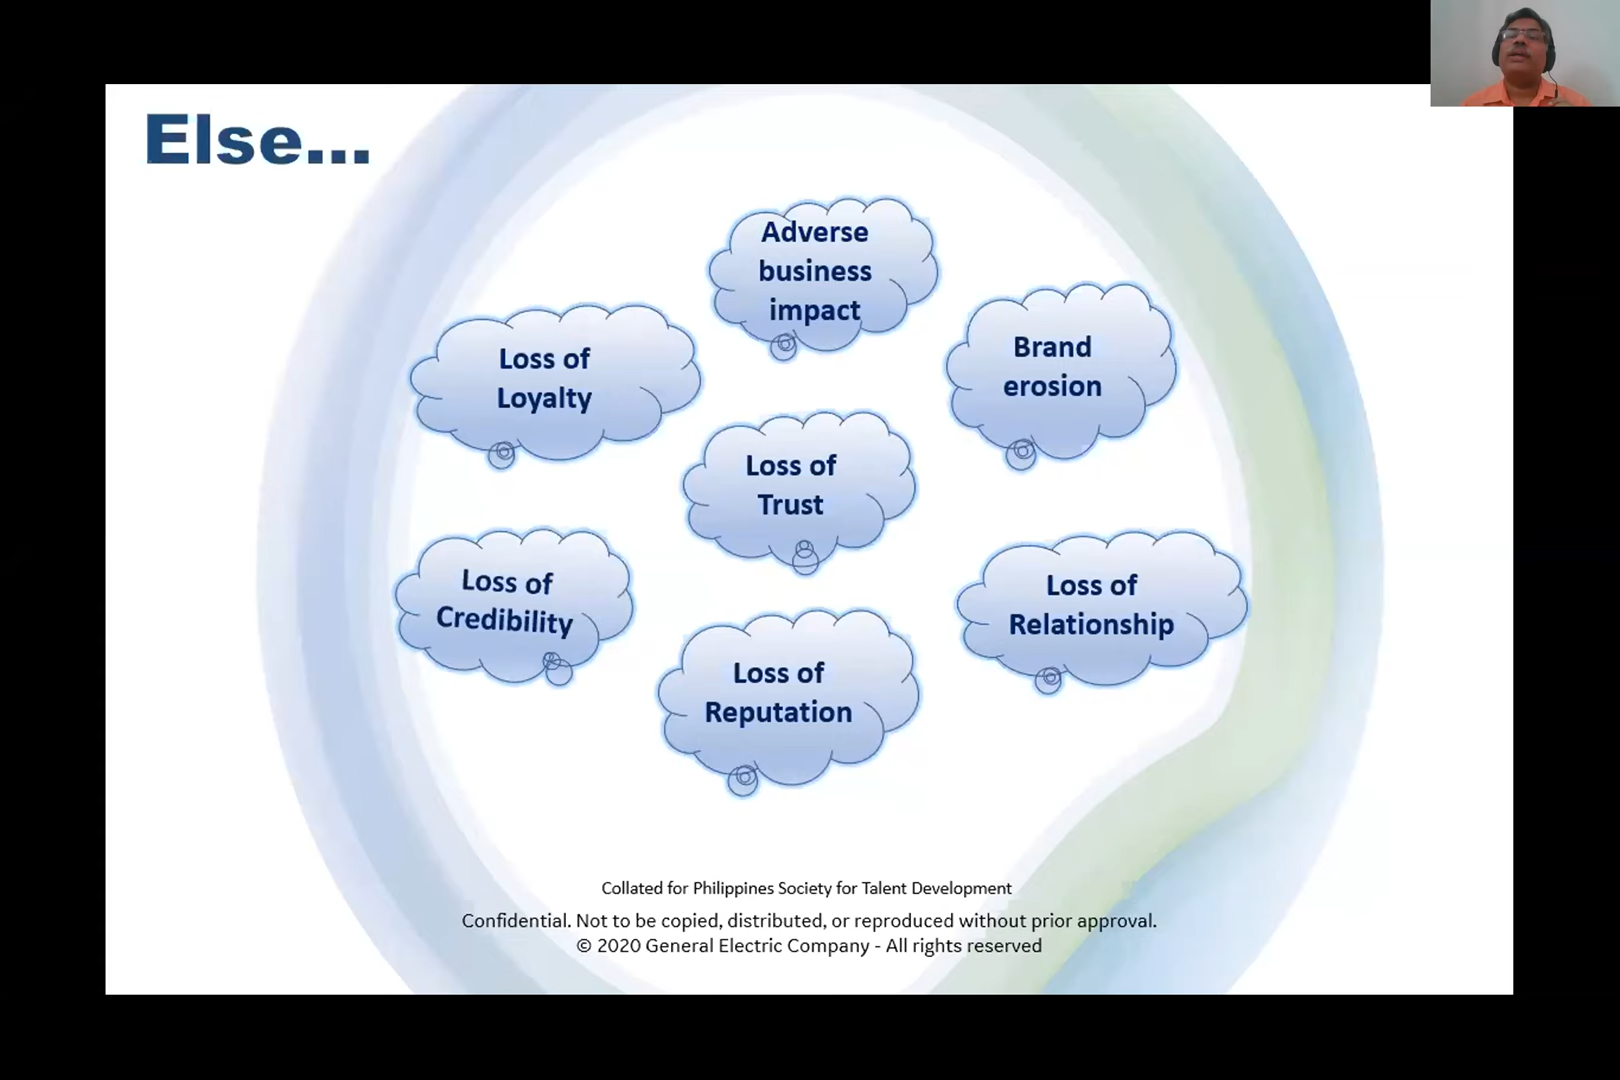 Else...
Adverse
business
impact
Loss of
Loyalty
Brand
erosion
Loss of
Trust
Loss of
Credibility
Loss of
Relationship
Loss of
Reputation
Collated for Philippines Society for Talent Development
Confidential. Not to be copied, distributed, or reproduced without prior approval.
© 2020 General Electric Company - All rights reserved